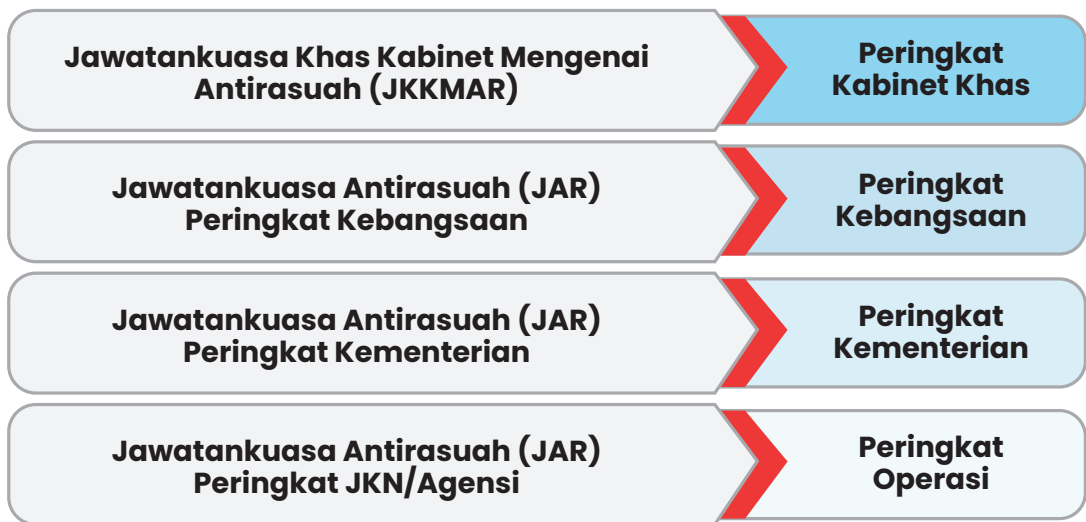 Jawatankuasa Khas Kabinet Mengenai
Antirasuah (JKKMAR)
Peringkat
Kabinet Khas
Jawatankuasa Antirasuah (JAR)
Peringkat Kebangsaan
Peringkat
Kebangsaan
Jawatankuasa Antirasuah (JAR)
Peringkat Kementerian
Peringkat
Kementerian
Jawatankuasa Antirasuah (JAR)
Peringkat JKN/Agensi
Peringkat
Operasi